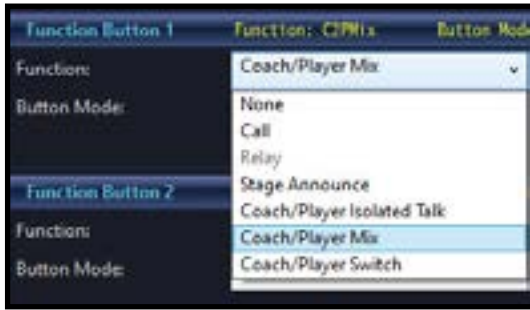 Function Button 1 Function: C2PMix Button Mode
Function: Coach/Player Mix
Button Mode:
None
Call
Relay
Stage Announce
Coach/Player Isolated Talk
Coach/Player Mix
Coach/Player Switch
Function Button 2
Function:
Button Mode: